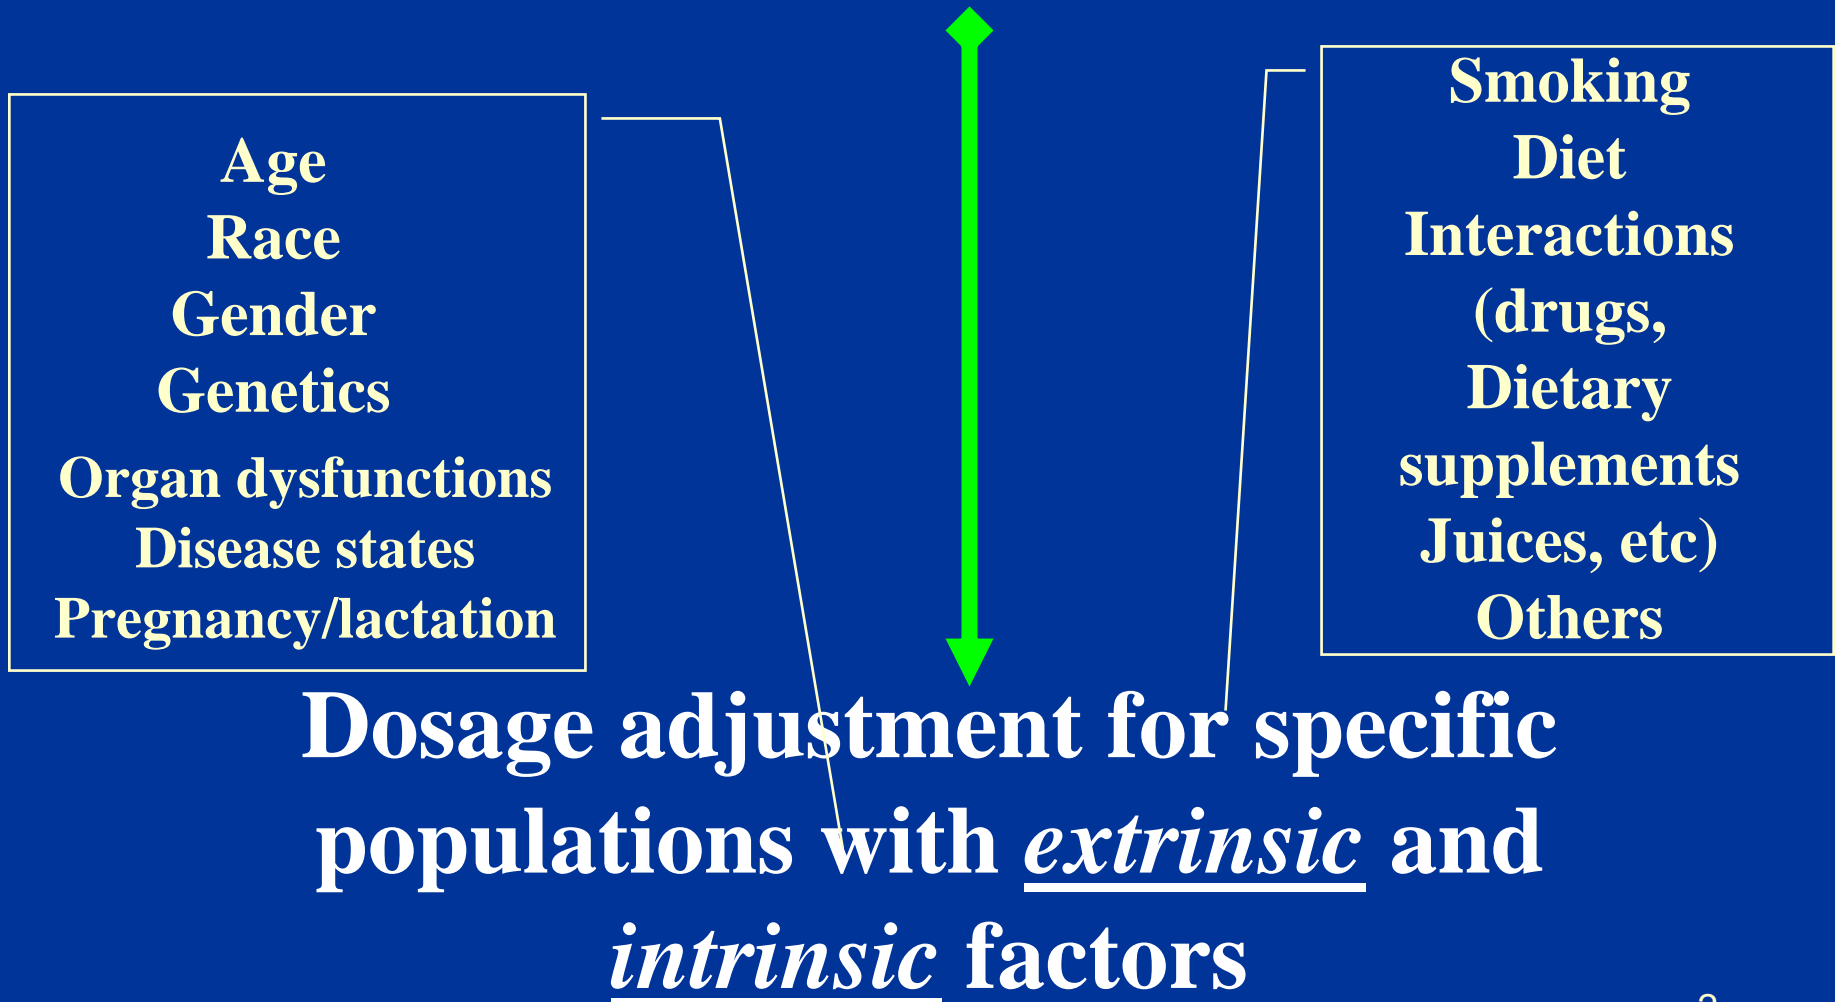 Age
Race
Gender
Genetics
Organ dysfunctions
Disease states
Pregnancy/lactation
Smoking
Diet
Interactions
(drugs,
Dietary
supplements
Juices, etc)
Others
Dosage adjustment for specific
populations with extrinsic and
intrinsic factors